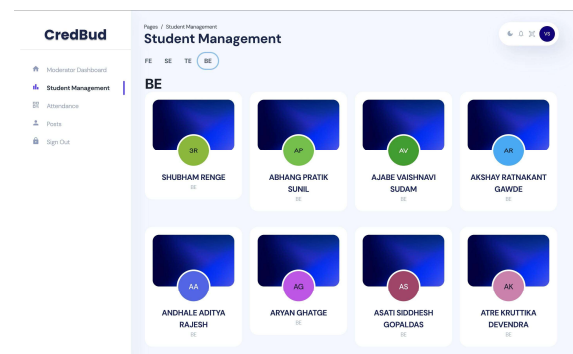 CredBud
Moderator Dashboard
Student Management
Attendance
Posts
Sign Out
Pages / Student Management
Student Management
VS
FE SE TE BE
BE
SR
SHUBHAM RENGE
BE
AP
ABHANG PRATIK
SUNIL
BE
AV
AJABE VAISHNAVI
SUDAM
BE
AR
AKSHAY RATNAKANT
GAWDE
BE
AA
ANDHALE ADITYA
RAJESH
BE
AG
ARYAN GHATGE
BE
AS
ASATI SIDDHESH
GOPALDAS
BE
AK
ATRE KRUTTIKA
DEVENDRA
BE